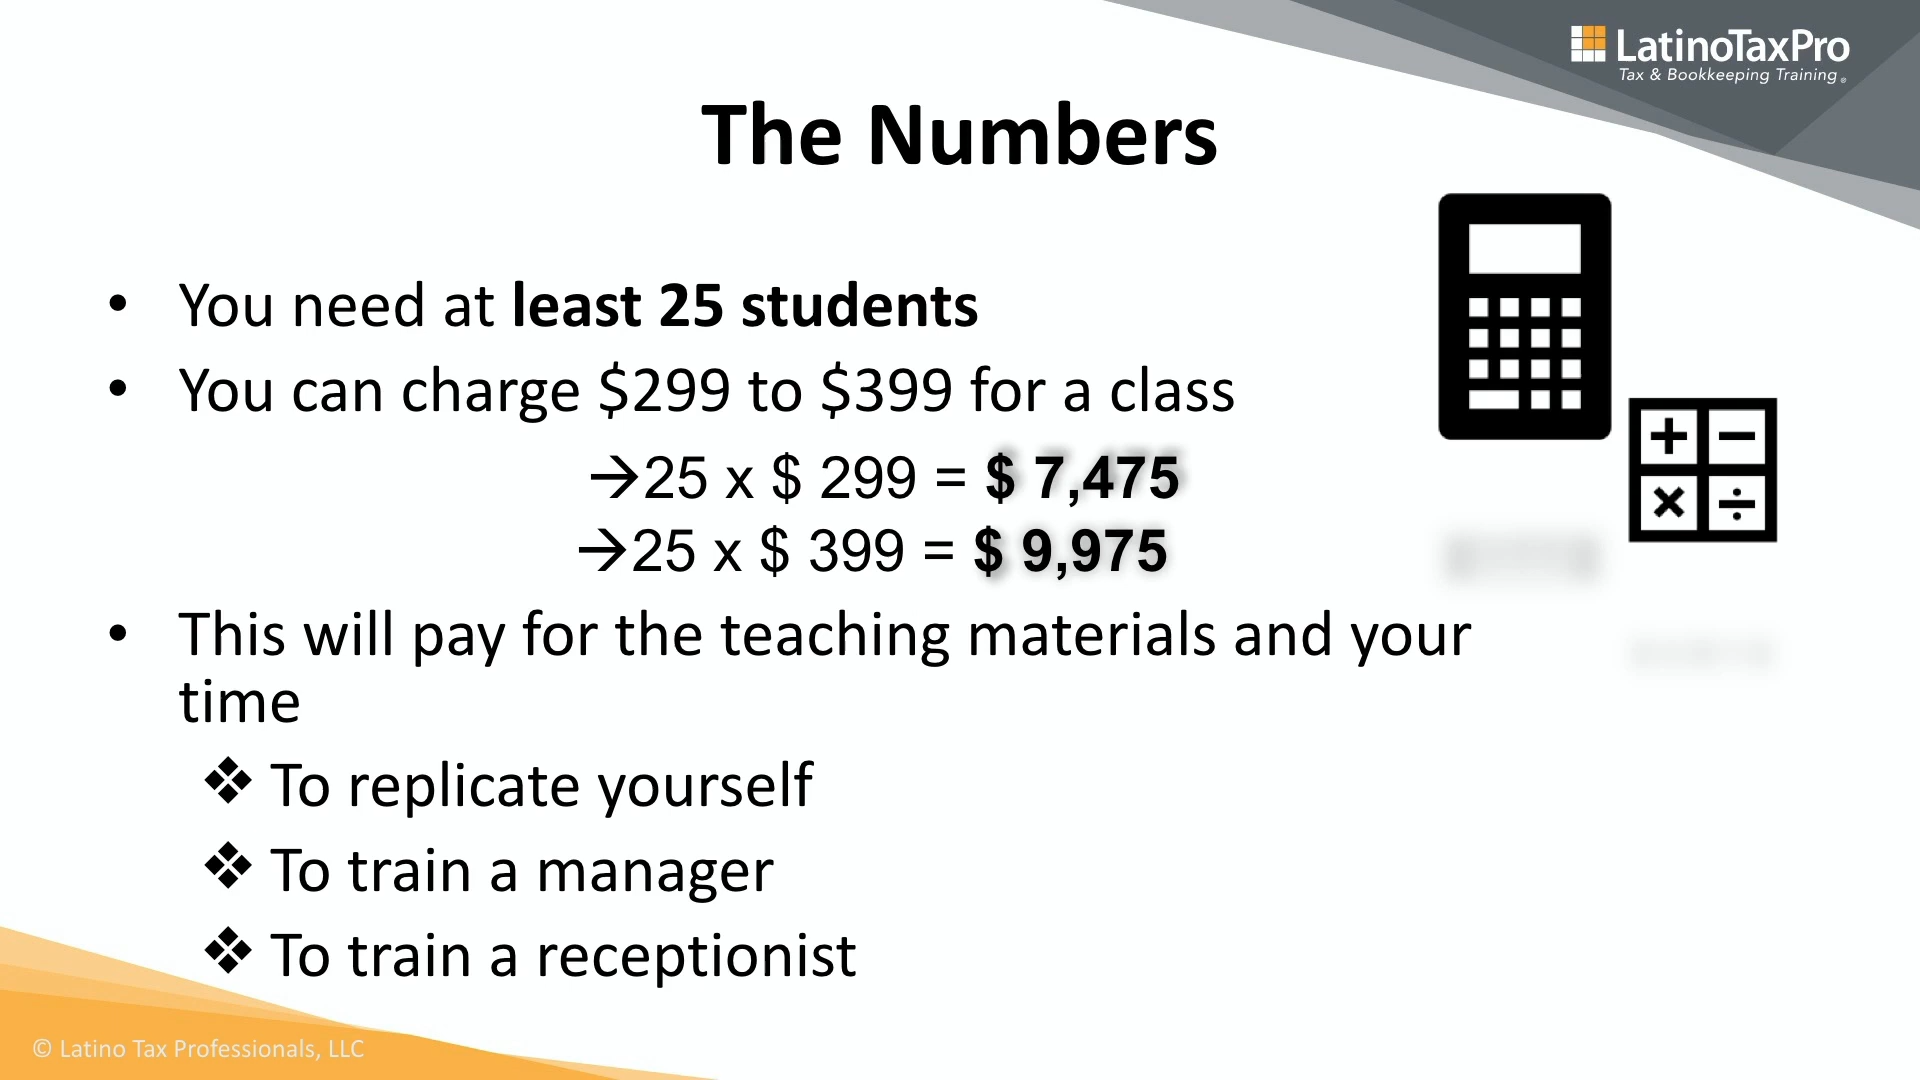 LatinoTaxPro
Tax & Bookkeeping Training®
The Numbers
• You need at least 25 students
• You can charge $299 to $399 for a class
→25 x $ 299 = $ 7,475
→25 x $ 399 = $ 9,975
• This will pay for the teaching materials and your
time
❖ To replicate yourself
❖ To train a manager
❖ To train a receptionist
© Latino Tax Professionals, LLC